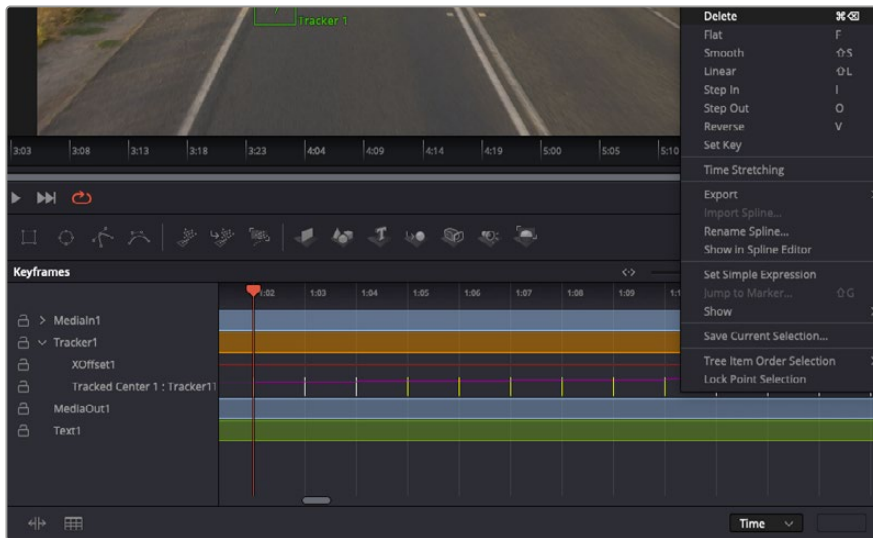 Tracker 1
Delete ⌘⌫
Flat F
Smooth ⇧S
Linear ⇧L
Step In I
Step Out O
Reverse V
Set Key
Time Stretching
Export
Import Spline...
Rename Spline...
Show in Spline Editor
Set Simple Expression
Jump to Marker... ⇧G
Show
Save Current Selection...
Tree Item Order Selection
Lock Point Selection
3:03 3:08 3:13 3:18 3:23 4:04 4:09 4:14 4:19 5:00 5:05 5:10
Keyframes
1:02 1:03 1:04 1:05 1:06 1:07 1:08 1:09
MediaIn1
Tracker1
XOffset1
Tracked Center 1 : Tracker1
MediaOut1
Text1
Time